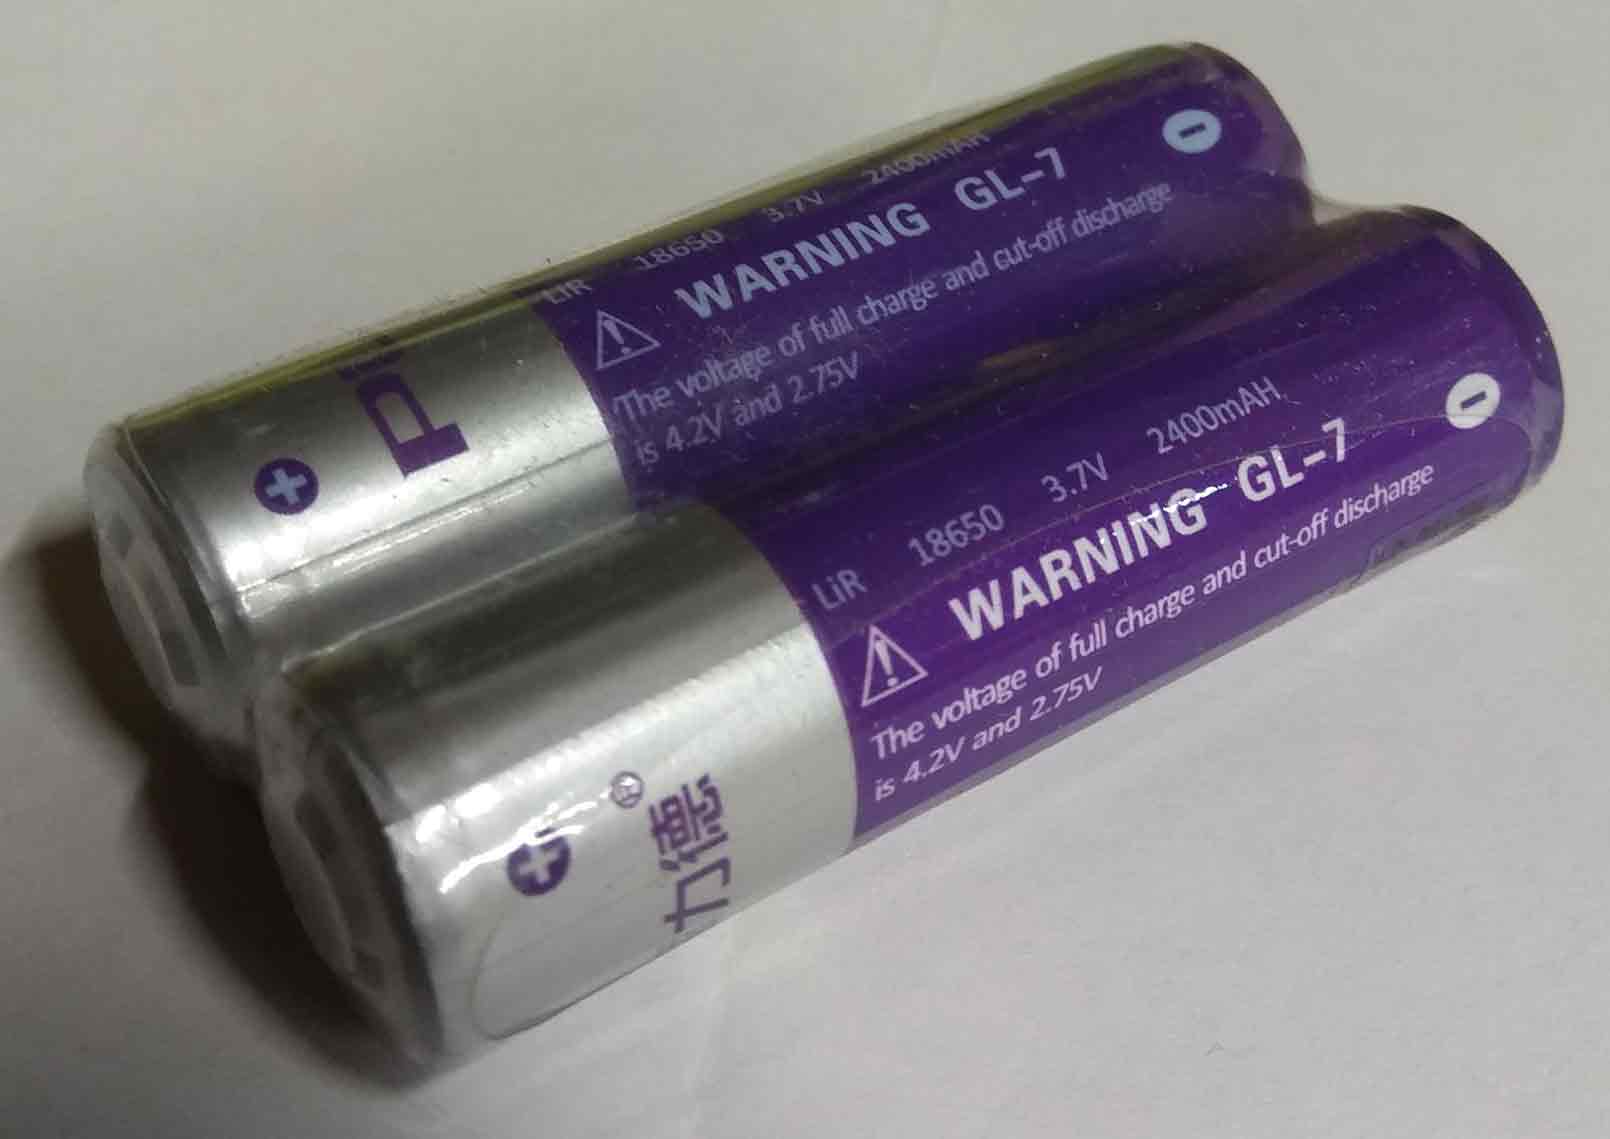 LiR 18650 3.7V 2400mAH
WARNING GL-7
The voltage of full charge and cut-off discharge
is 4.2V and 2.75V
LiR 18650 3.7V 2400mAH
WARNING GL-7
The voltage of full charge and cut-off discharge
is 4.2V and 2.75V
力德®